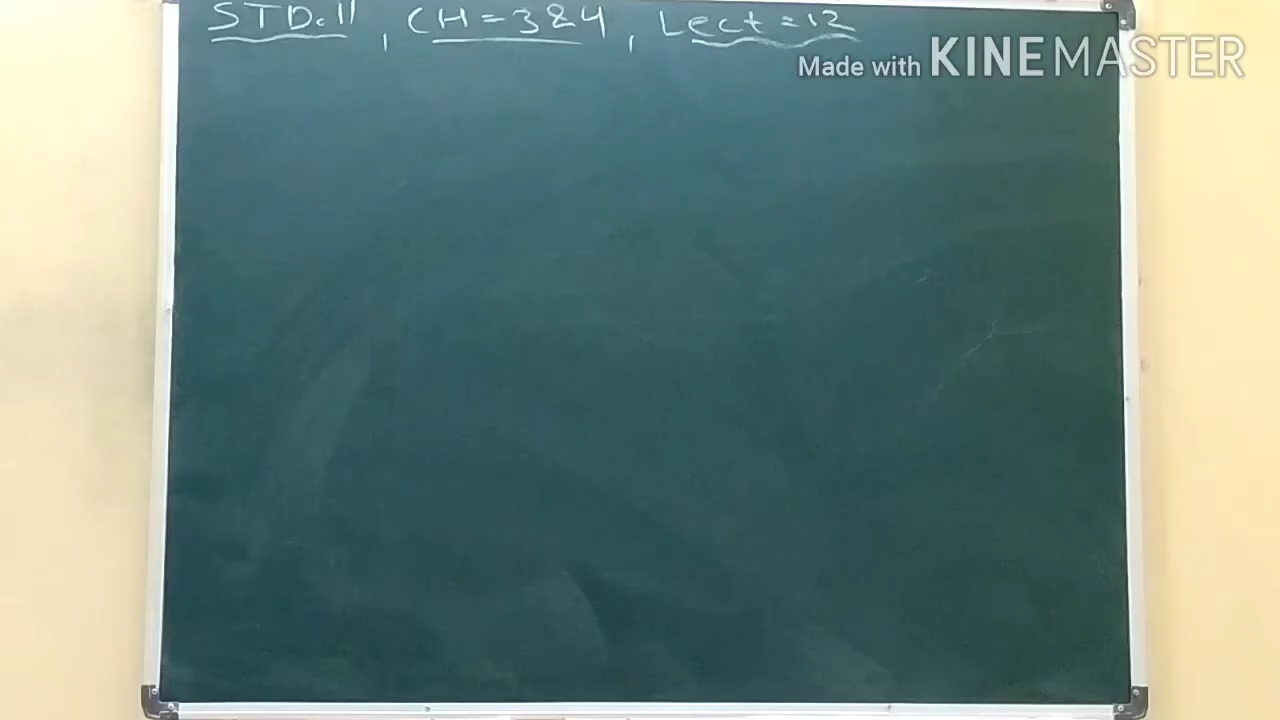 STD. 11 , CH = 3 & 4 , Lect = 12
Made with KINEMASTER